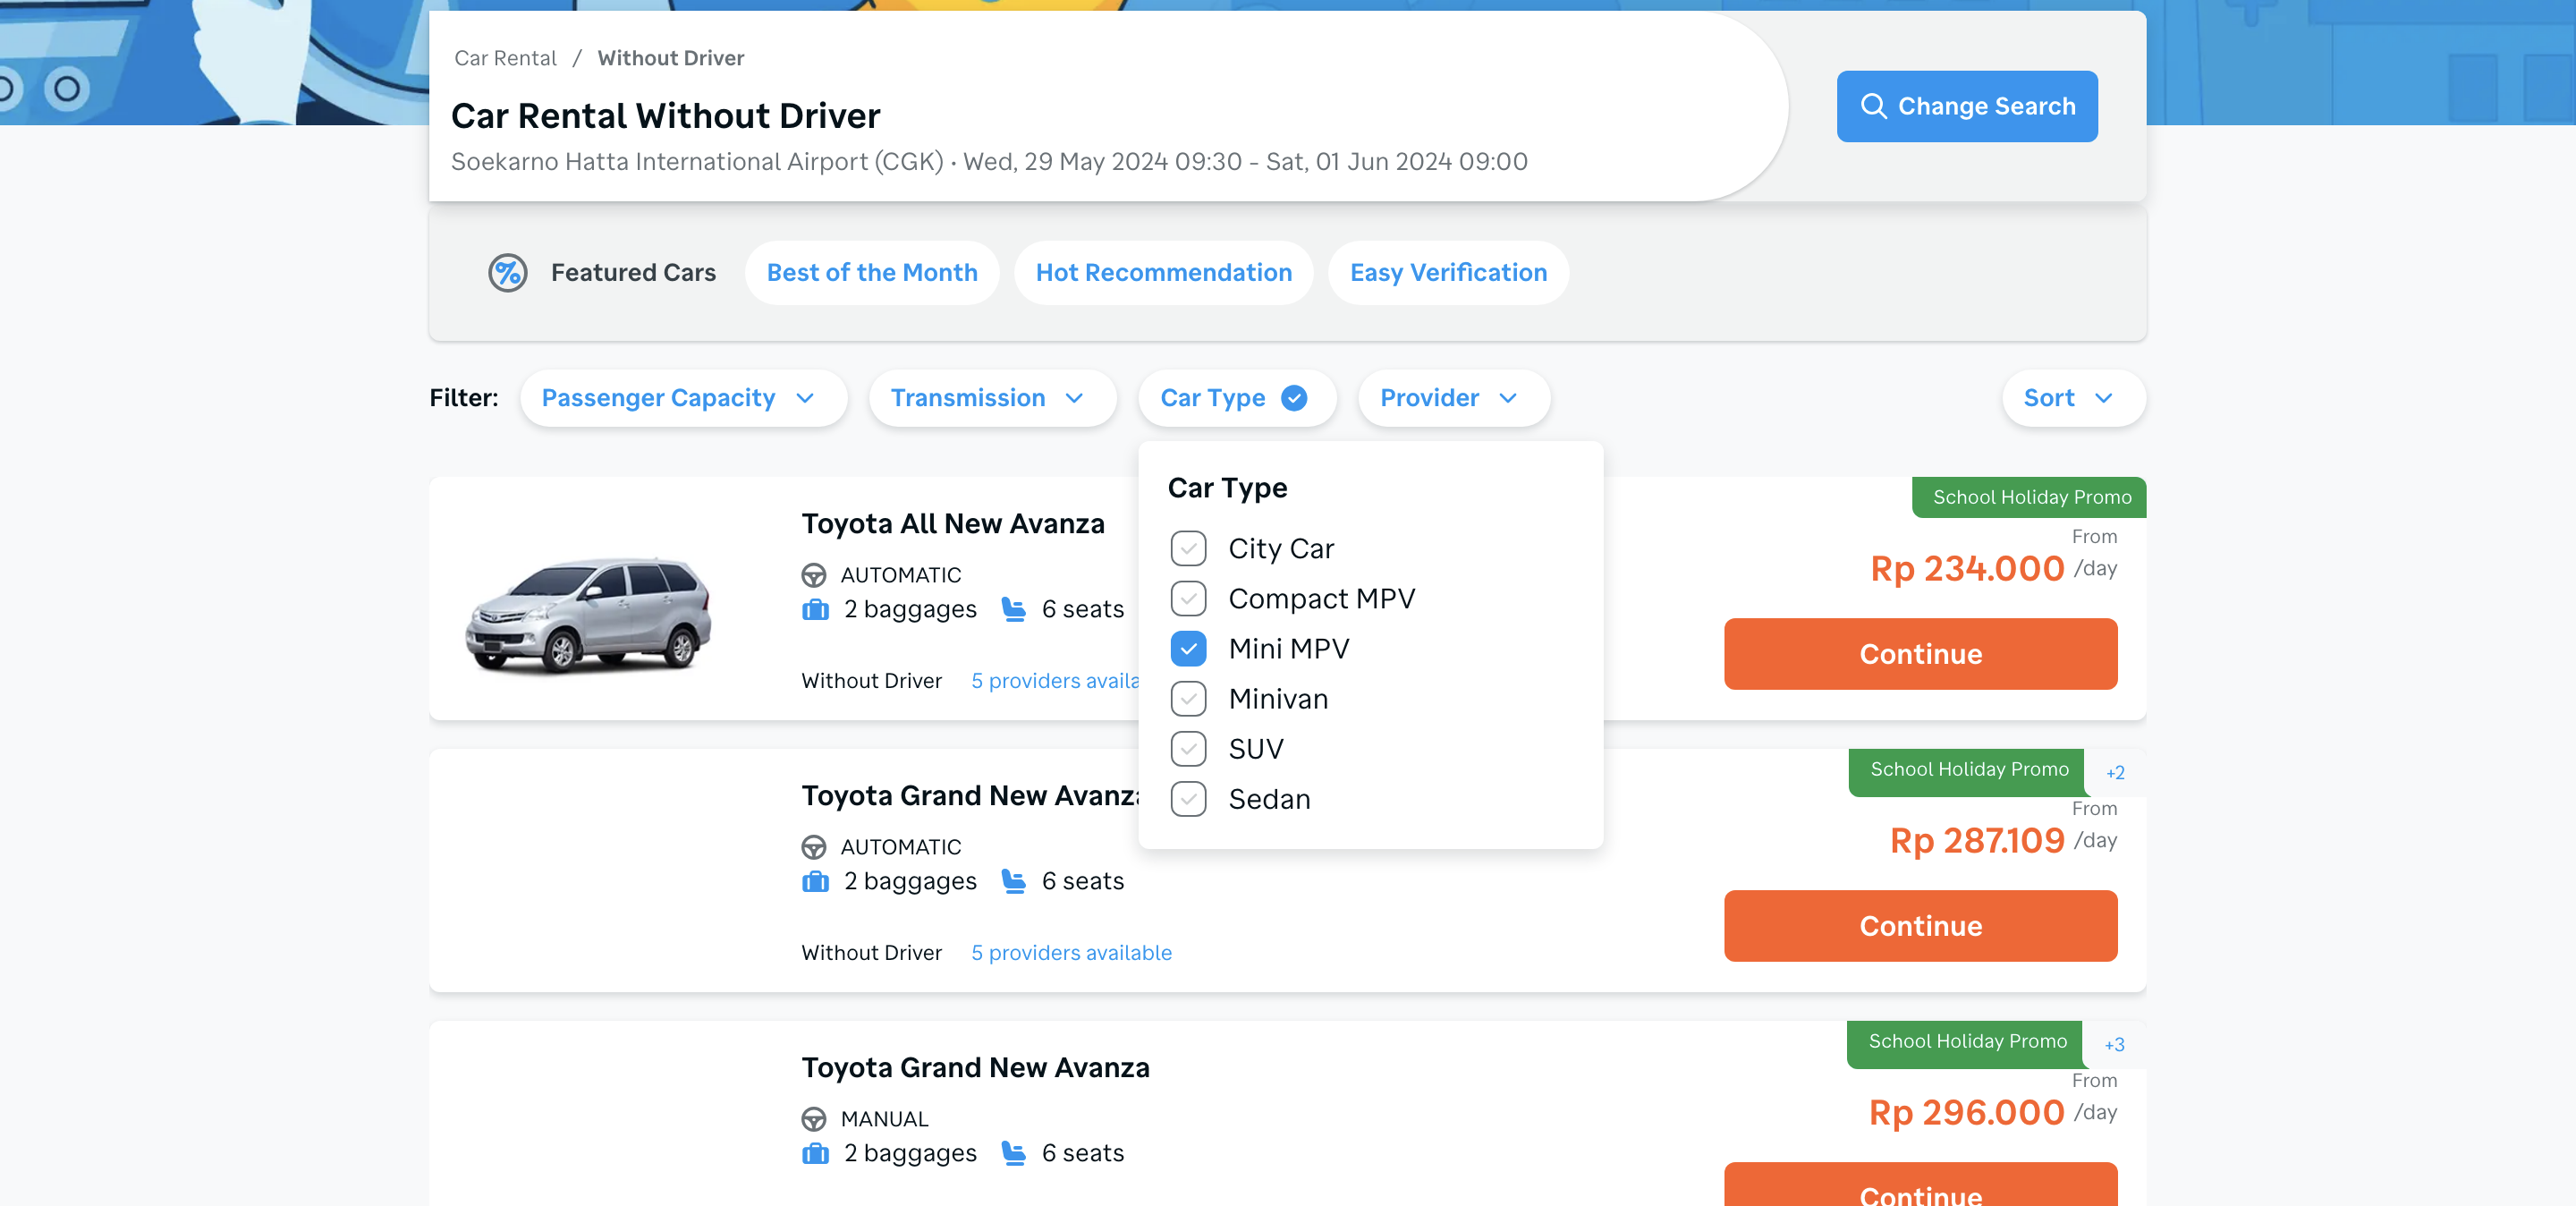 Car Rental / Without Driver
Car Rental Without Driver
Soekarno Hatta International Airport (CGK) • Wed, 29 May 2024 09:30 - Sat, 01 Jun 2024 09:00
Change Search
Featured Cars
Best of the Month
Hot Recommendation
Easy Verification
Filter:
Passenger Capacity
Transmission
Car Type
Provider
Sort
Car Type
City Car
Compact MPV
Mini MPV
Minivan
SUV
Sedan
Toyota All New Avanza
AUTOMATIC
2 baggages 6 seats
Without Driver 5 providers availa
School Holiday Promo
From
Rp 234.000 /day
Continue
Toyota Grand New Avanza
AUTOMATIC
2 baggages 6 seats
Without Driver 5 providers available
School Holiday Promo +2
From
Rp 287.109 /day
Continue
Toyota Grand New Avanza
MANUAL
2 baggages 6 seats
School Holiday Promo +3
From
Rp 296.000 /day
Continue